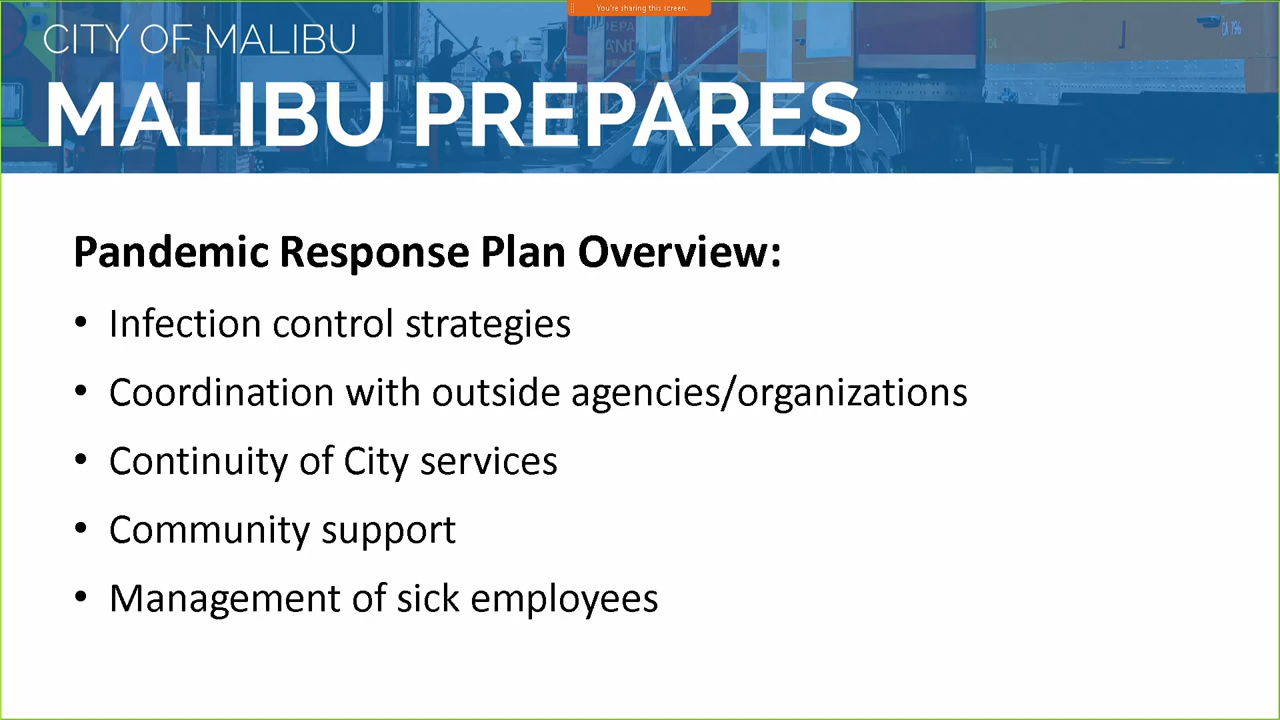 You're sharing this screen.
CITY OF MALIBU
MALIBU PREPARES
Pandemic Response Plan Overview:
• Infection control strategies
• Coordination with outside agencies/organizations
• Continuity of City services
• Community support
• Management of sick employees